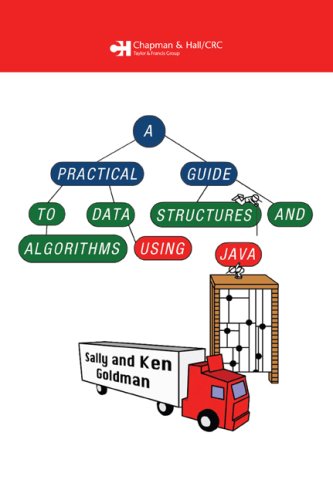 CH Chapman & Hall/CRC
Taylor & Francis Group
A
PRACTICAL GUIDE
TO DATA STRUCTURES AND
ALGORITHMS USING JAVA
Sally and Ken
Goldman